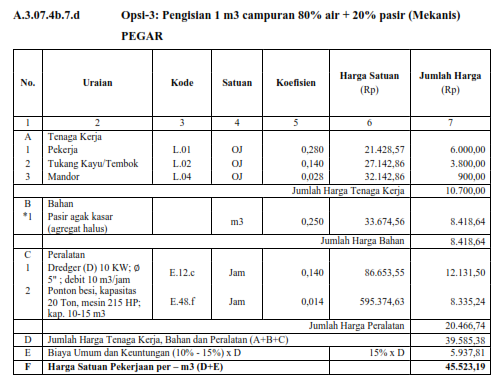 A.3.07.4b.7.d Opsi-3: Pengisian 1 m3 campuran 80% air + 20% pasir (Mekanis)
PEGAR
No. Uraian Kode Satuan Koefisien Harga Satuan (Rp) Jumlah Harga (Rp)
1 2 3 4 5 6 7
A Tenaga Kerja
1 Pekerja L.01 OJ 0,280 21.428,57 6.000,00
2 Tukang Kayu/Tembok L.02 OJ 0,140 27.142,86 3.800,00
3 Mandor L.04 OJ 0,028 32.142,86 900,00
Jumlah Harga Tenaga Kerja 10.700,00
B Bahan
*1 Pasir agak kasar
(agregat halus) m3 0,250 33.674,56 8.418,64
Jumlah Harga Bahan 8.418,64
C Peralatan
1 Dredger (D) 10 KW; Ø
5" ; debit 10 m3/jam E.12.c Jam 0,140 86.653,55 12.131,50
2 Ponton besi, kapasitas
20 Ton, mesin 215 HP;
kap. 10-15 m3 E.48.f Jam 0,014 595.374,63 8.335,24
Jumlah Harga Peralatan 20.466,74
D Jumlah Harga Tenaga Kerja, Bahan dan Peralatan (A+B+C) 39.585,38
E Biaya Umum dan Keuntungan (10% - 15%) x D 15% x D 5.937,81
F Harga Satuan Pekerjaan per – m3 (D+E) 45.523,19